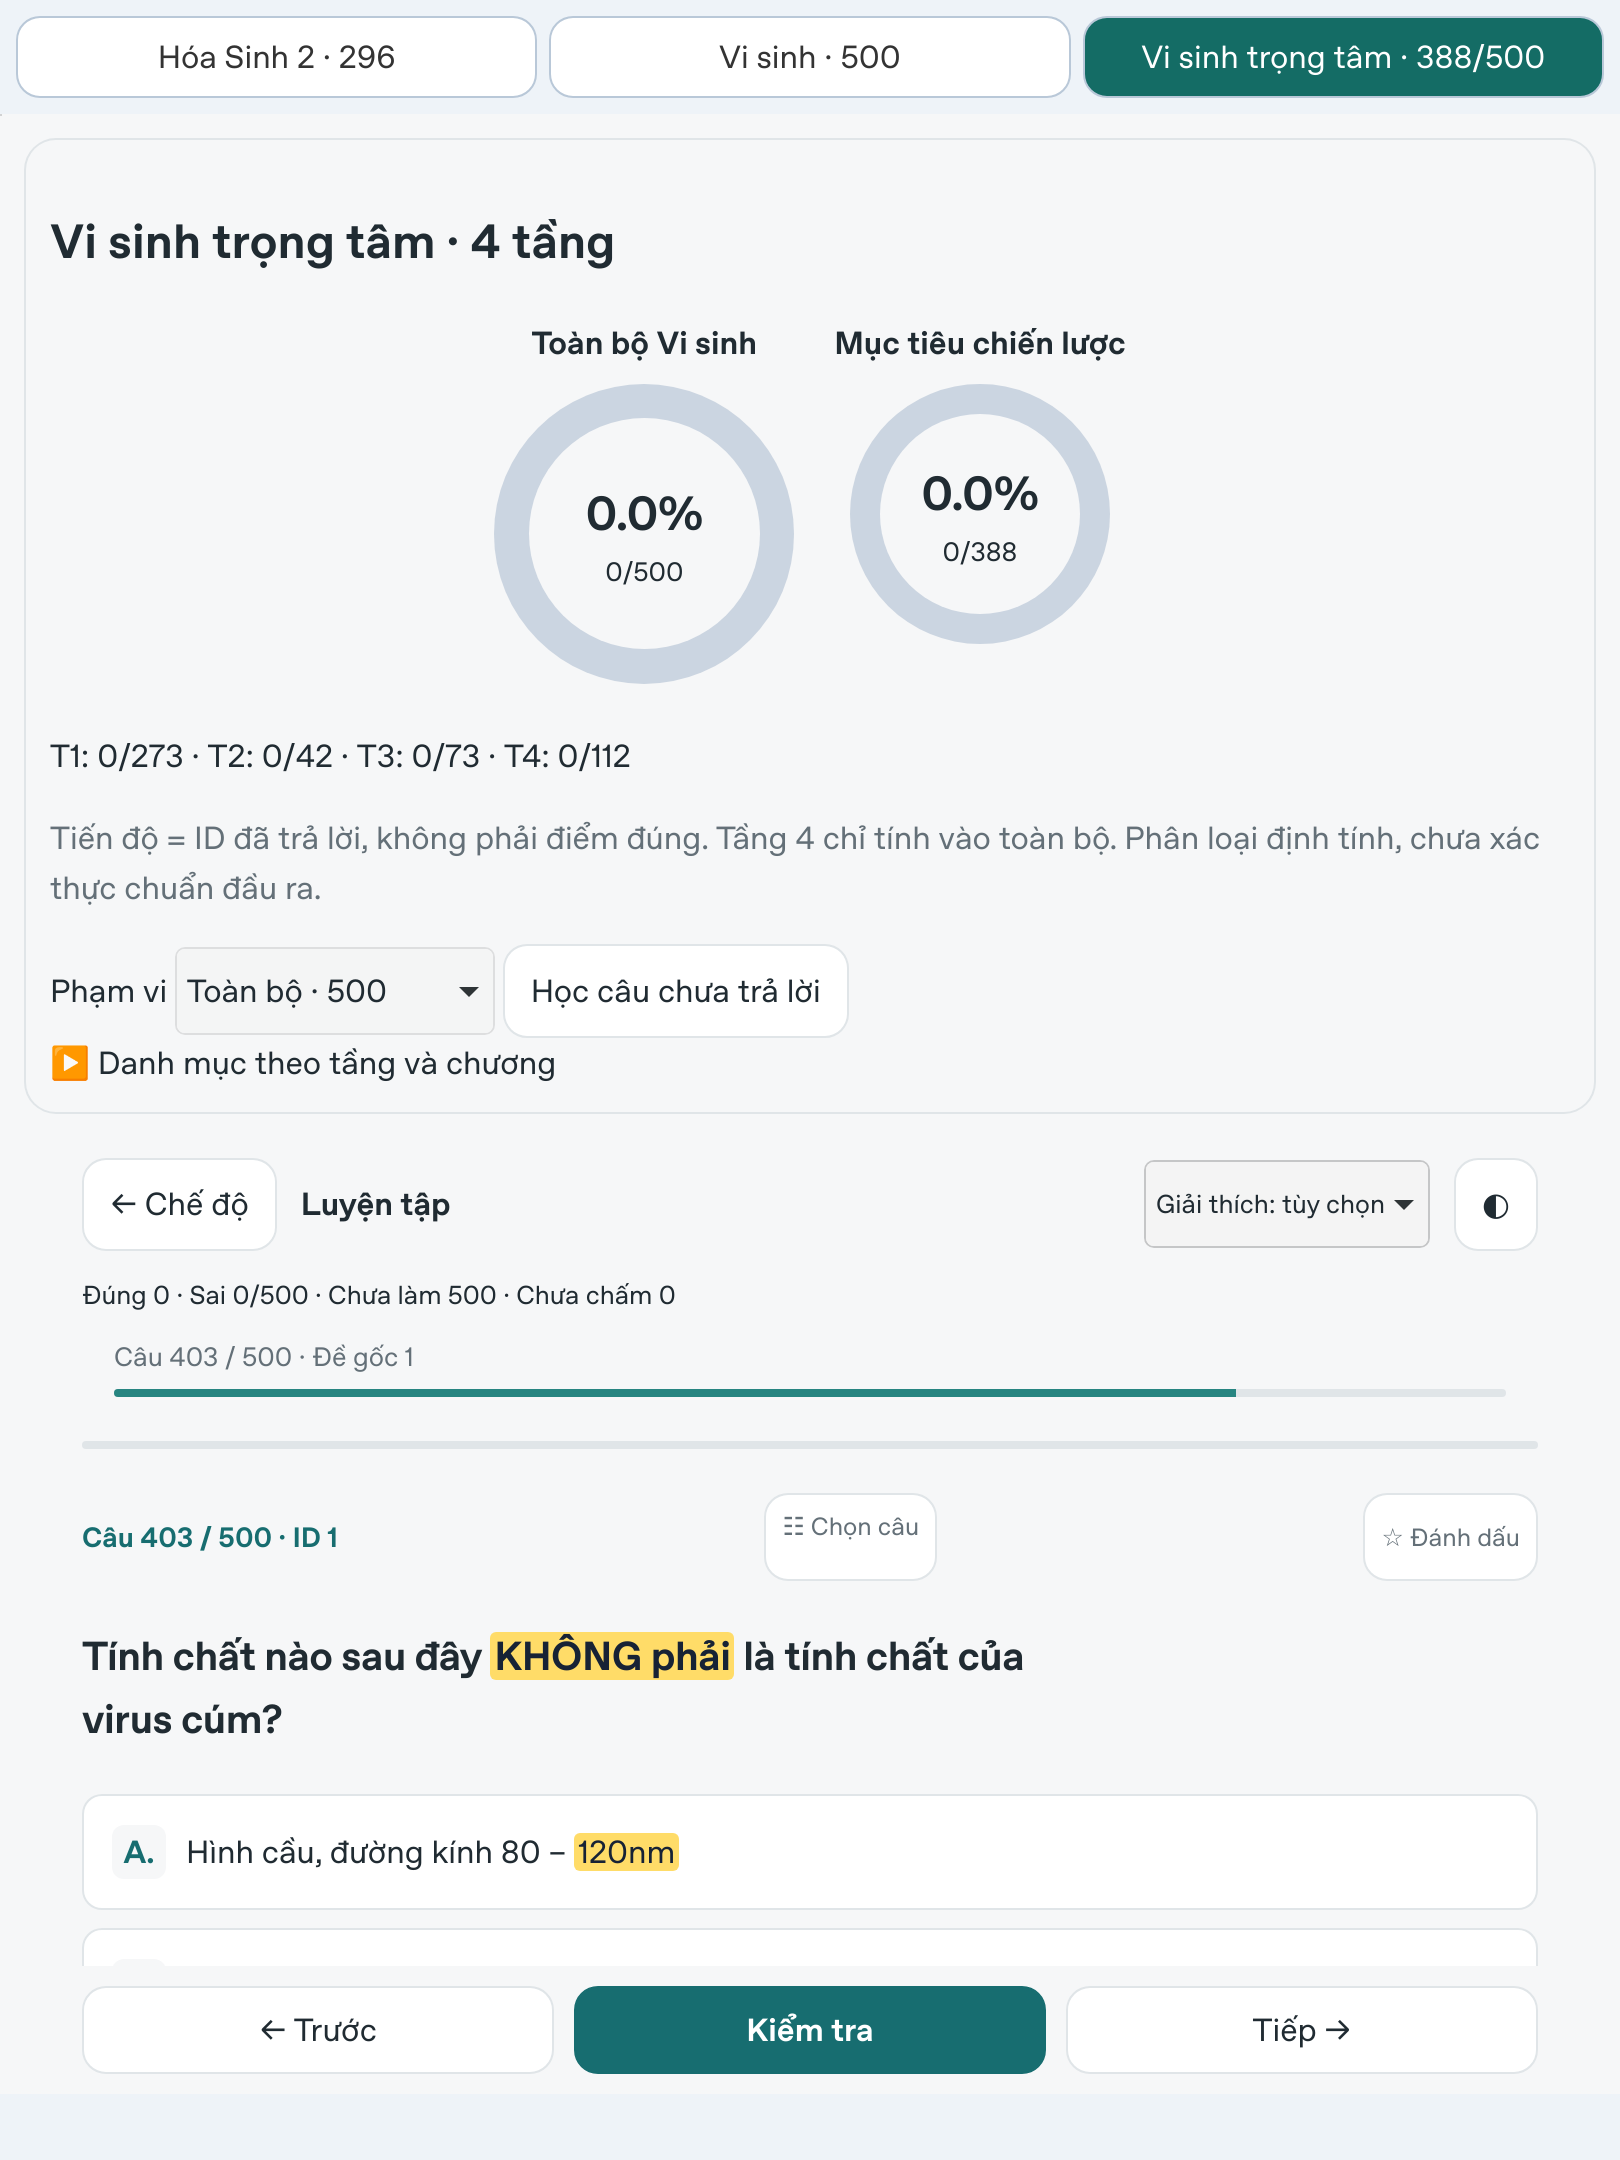 Hóa Sinh 2 · 296
Vi sinh · 500
Vi sinh trọng tâm · 388/500
Vi sinh trọng tâm · 4 tầng
Toàn bộ Vi sinh
Mục tiêu chiến lược
0.0%
0/500
0.0%
0/388
T1: 0/273 · T2: 0/42 · T3: 0/73 · T4: 0/112
Tiến độ = ID đã trả lời, không phải điểm đúng. Tầng 4 chỉ tính vào toàn bộ. Phân loại định tính, chưa xác
thực chuẩn đầu ra.
Phạm vi
Toàn bộ · 500
Học câu chưa trả lời
▶️ Danh mục theo tầng và chương
← Chế độ
Luyện tập
Giải thích: tùy chọn
Đúng 0 · Sai 0/500 · Chưa làm 500 · Chưa chấm 0
Câu 403 / 500 · Đề gốc 1
Câu 403 / 500 · ID 1
☷ Chọn câu
☆ Đánh dấu
Tính chất nào sau đây KHÔNG phải là tính chất của
virus cúm?
A. Hình cầu, đường kính 80 – 120nm
← Trước
Kiểm tra
Tiếp →